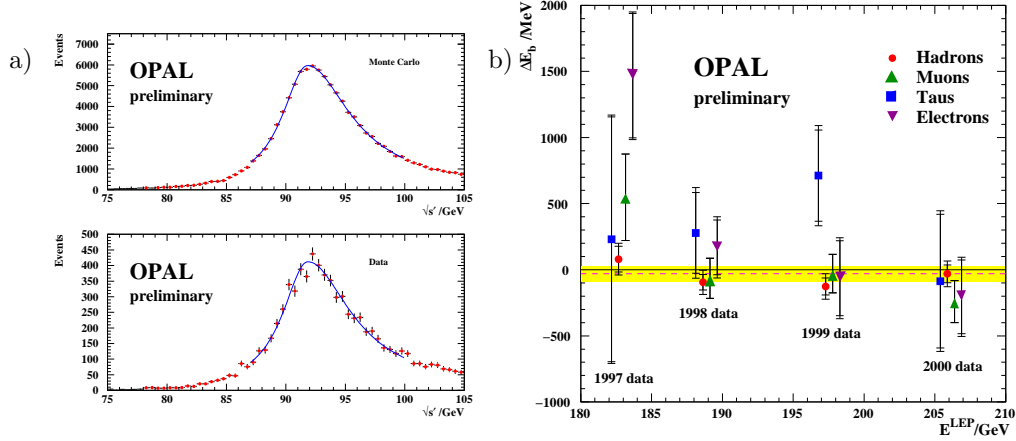 a)
Events
7000
6000
5000
4000
3000
2000
1000
0
OPAL
preliminary
Monte Carlo
75 80 85 90 95 100 105
√s′/GeV
Events
500
450
400
350
300
250
200
150
100
50
0
OPAL
preliminary
Data
75 80 85 90 95 100 105
√s′/GeV
b)
ΔE_b /MeV
2000
1500
1000
500
0
−500
−1000
OPAL
preliminary
Hadrons
Muons
Taus
Electrons
1997 data
1998 data
1999 data
2000 data
180 185 190 195 200 205 210
E^LEP/GeV